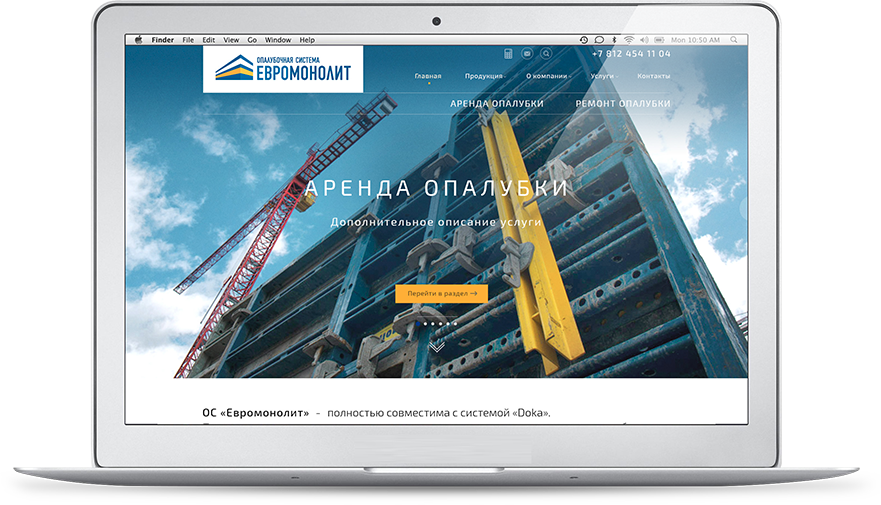 Finder File Edit View Go Window Help Mon 10:50 AM
+7 812 454 11 04
ОПАЛУБОЧНАЯ СИСТЕМА
ЕВРОМОНОЛИТ
Главная Продукция О компании Услуги Контакты
АРЕНДА ОПАЛУБКИ РЕМОНТ ОПАЛУБКИ
АРЕНДА ОПАЛУБКИ
Дополнительное описание услуги
Перейти в раздел →
ОС «Евромонолит» - полностью совместима с системой «Doka».